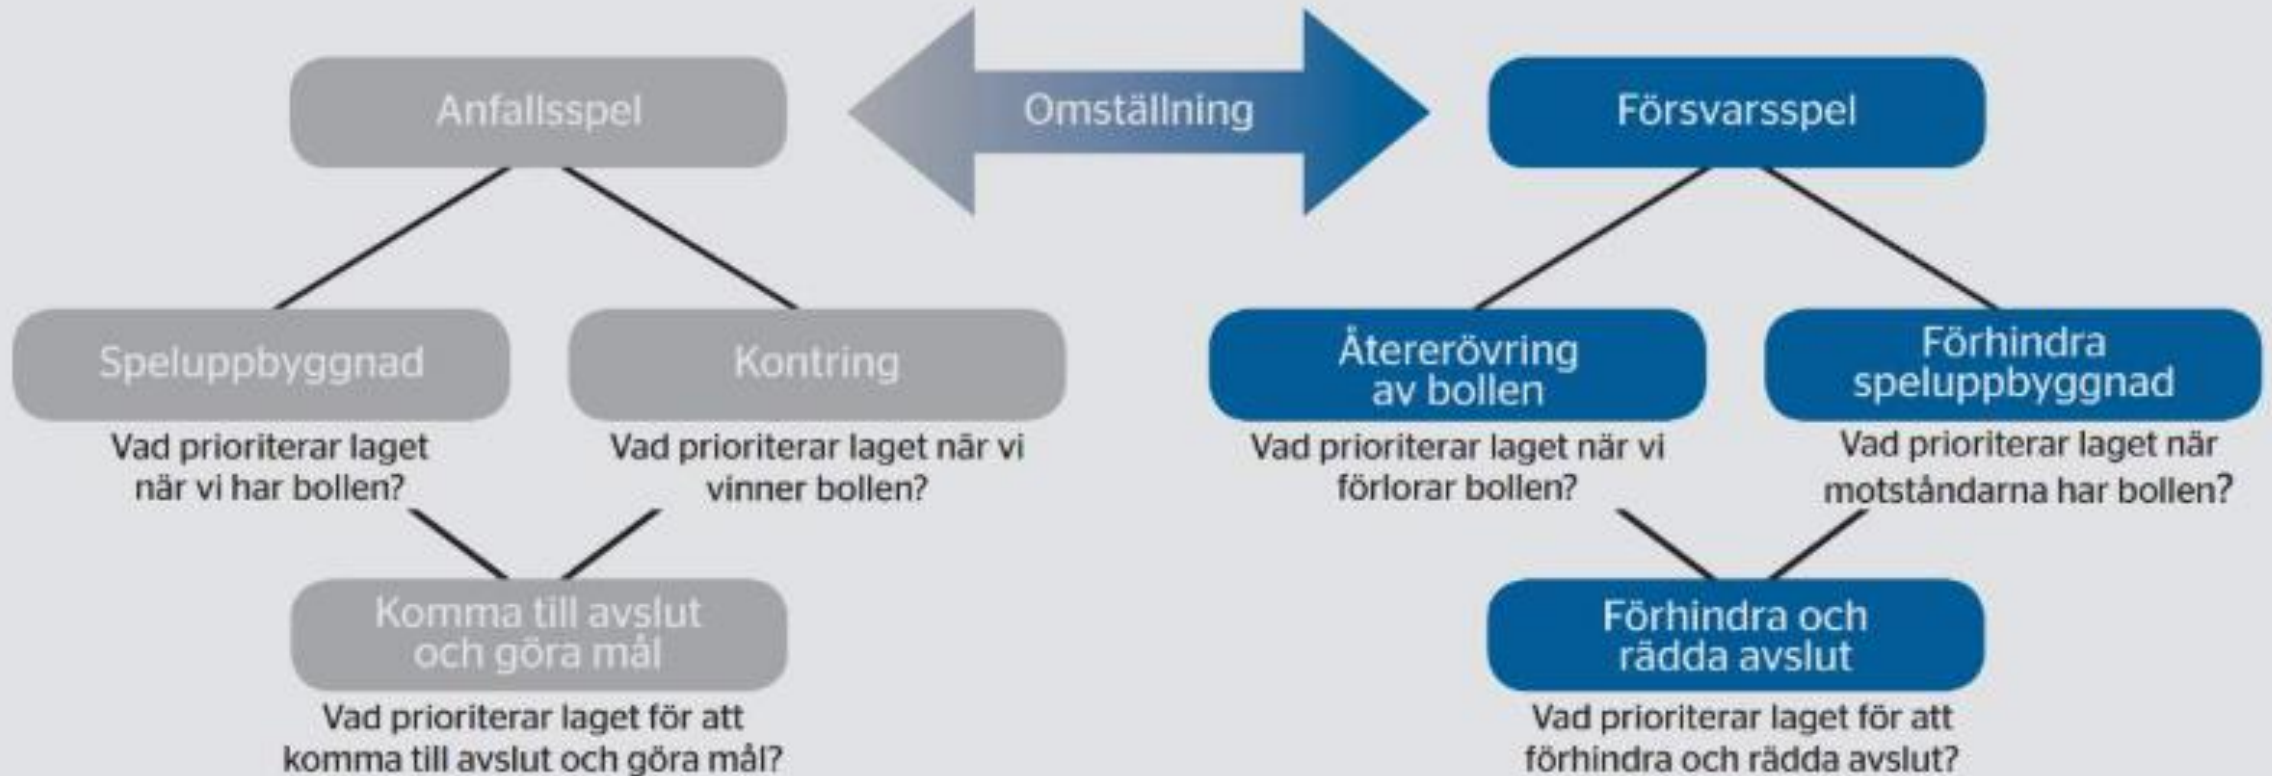 Anfallsspel
Omställning
Försvarsspel
Speluppbyggnad
Vad prioriterar laget
när vi har bollen?
Kontring
Vad prioriterar laget när vi
vinner bollen?
Återerövring
av bollen
Vad prioriterar laget när vi
förlorar bollen?
Förhindra
speluppbyggnad
Vad prioriterar laget när
motståndarna har bollen?
Komma till avslut
och göra mål
Vad prioriterar laget för att
komma till avslut och göra mål?
Förhindra och
rädda avslut
Vad prioriterar laget för att
förhindra och rädda avslut?